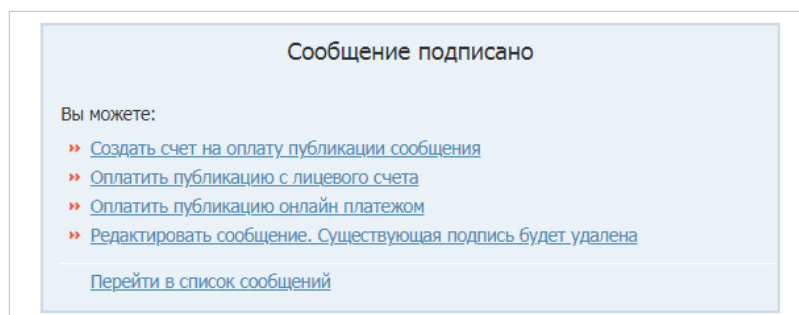 Сообщение подписано
Вы можете:
Создать счет на оплату публикации сообщения
Оплатить публикацию с лицевого счета
Оплатить публикацию онлайн платежом
Редактировать сообщение. Существующая подпись будет удалена
Перейти в список сообщений